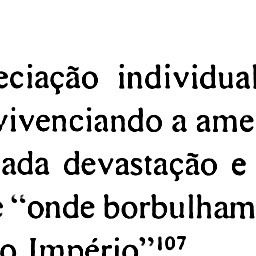 eciação individual
vivenciando a ame
ada devastação e
e “onde borbulham
o Império”107